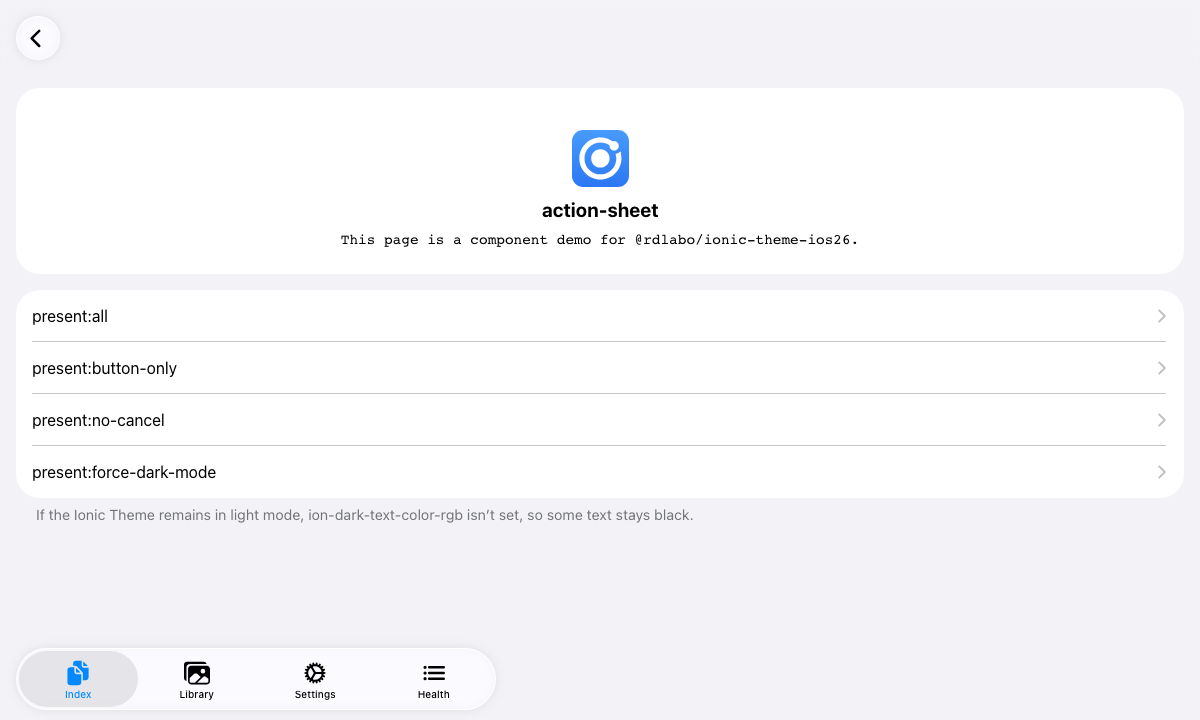 action-sheet
This page is a component demo for @rdlabo/ionic-theme-ios26.
present:all
present:button-only
present:no-cancel
present:force-dark-mode
If the Ionic Theme remains in light mode, ion-dark-text-color-rgb isn’t set, so some text stays black.
Index
Library
Settings
Health